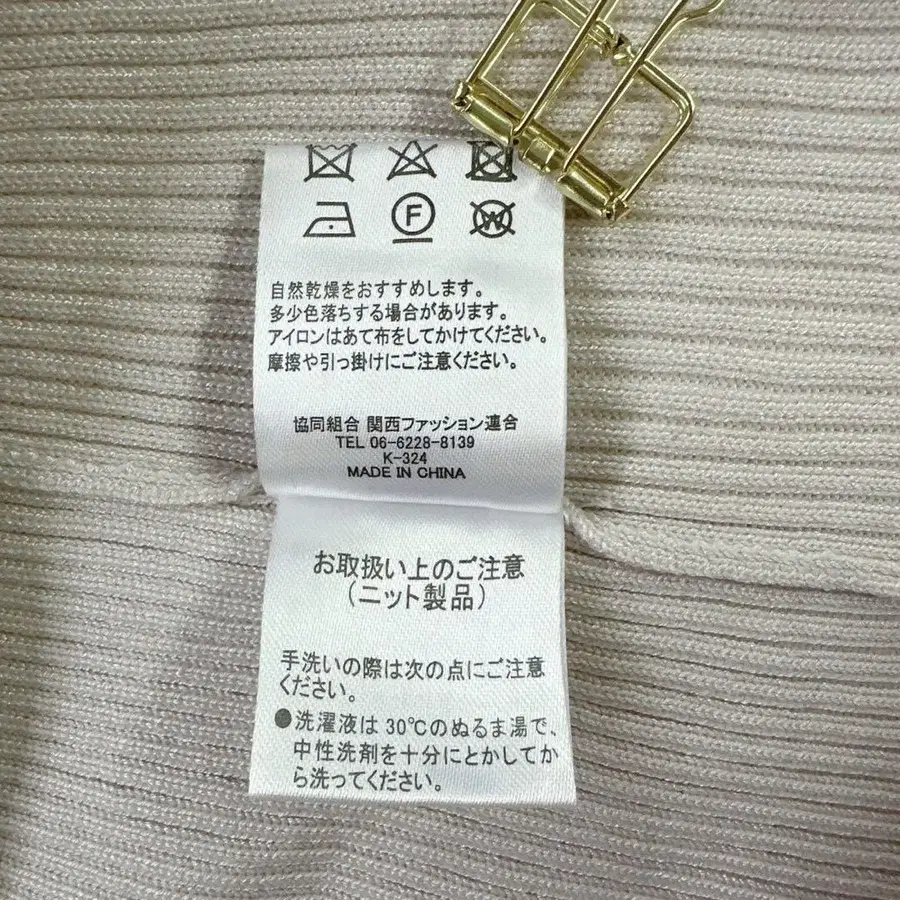 F
W
自然乾燥をおすすめします。
多少色落ちする場合があります。
アイロンはあて布をしてかけてください。
摩擦や引っ掛けにご注意ください。
協同組合 関西ファッション連合
TEL 06-6228-8139
K-324
MADE IN CHINA
お取扱い上のご注意
(ニット製品)
手洗いの際は次の点にご注意
ください。
●洗濯液は30℃のぬるま湯で、
中性洗剤を十分にとかしてか
ら洗ってください。